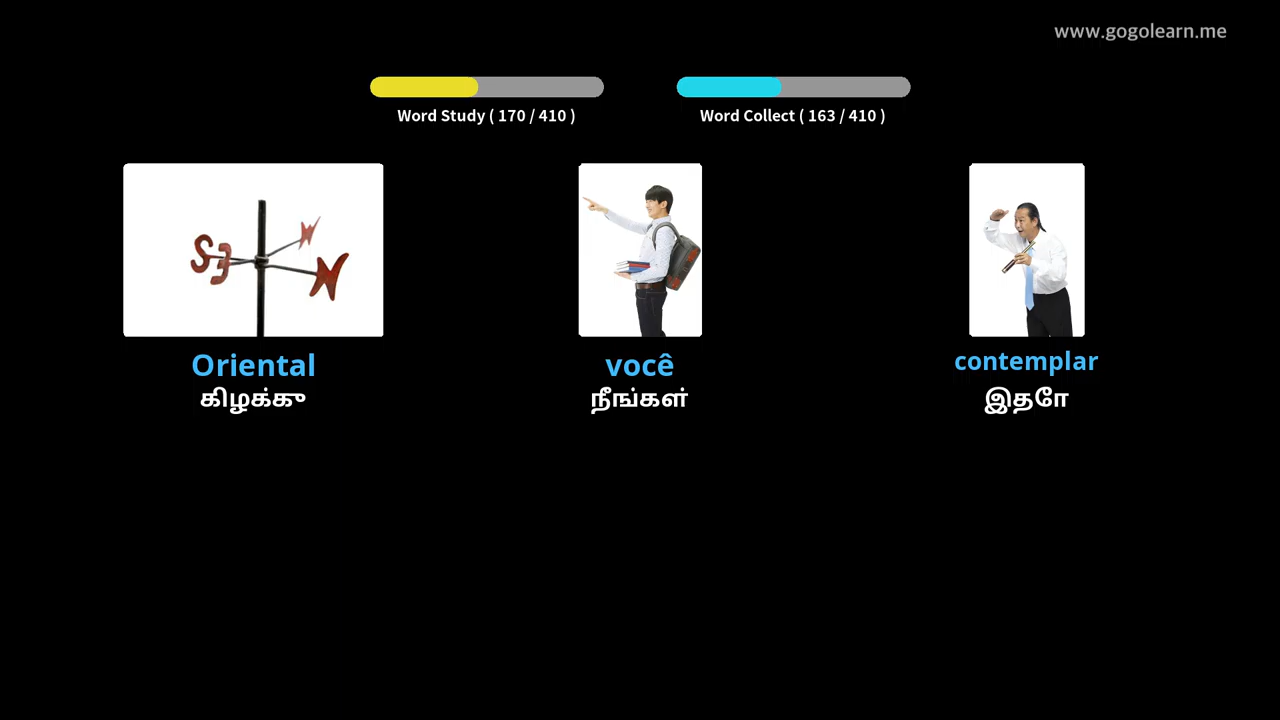 www.gogolearn.me
Word Study ( 170 / 410 )
Word Collect ( 163 / 410 )
S E N W
Oriental
você
contemplar
கிழக்கு
நீங்கள்
இதோ